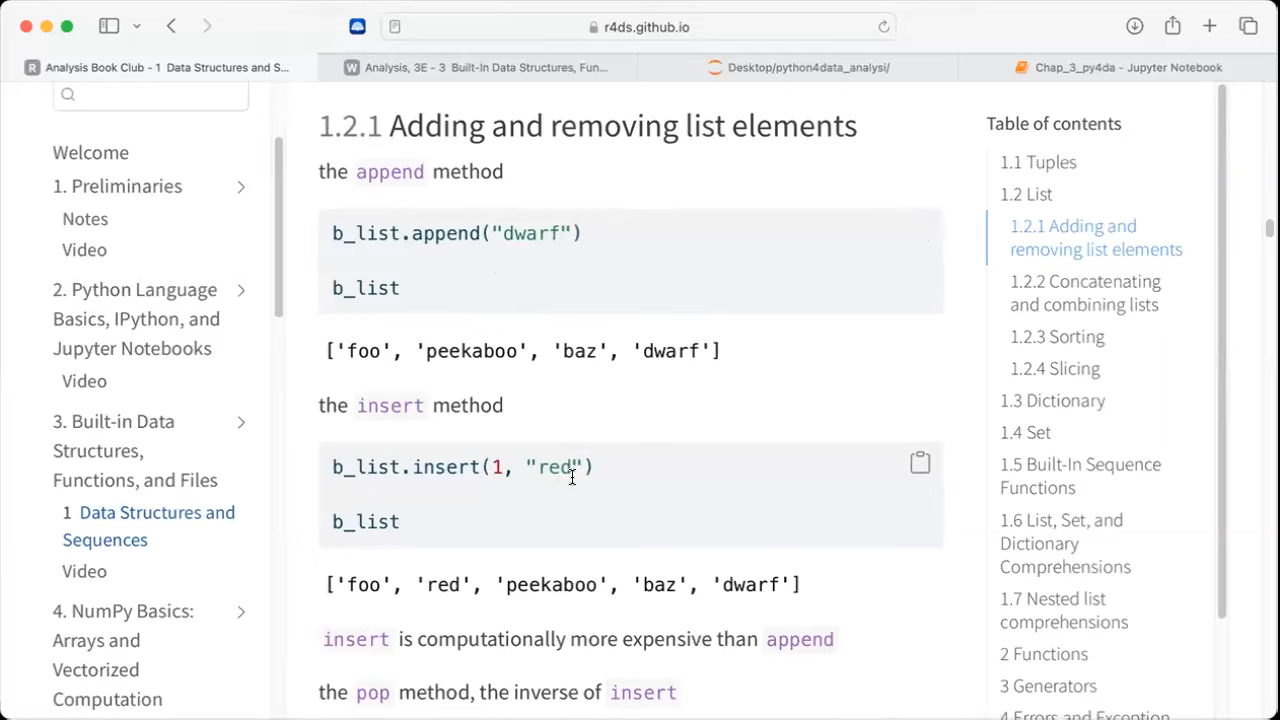 r4ds.github.io
Analysis Book Club - 1 Data Structures and S...
Analysis, 3E - 3 Built-In Data Structures, Fun...
Desktop/python4data_analysi/
Chap_3_py4da - Jupyter Notebook
Welcome
1. Preliminaries
Notes
Video
2. Python Language
Basics, IPython, and
Jupyter Notebooks
Video
3. Built-in Data
Structures,
Functions, and Files
1 Data Structures and
Sequences
Video
4. NumPy Basics:
Arrays and
Vectorized
Computation
1.2.1 Adding and removing list elements
the append method
b_list.append("dwarf")
b_list
['foo', 'peekaboo', 'baz', 'dwarf']
the insert method
b_list.insert(1, "red")
b_list
['foo', 'red', 'peekaboo', 'baz', 'dwarf']
insert is computationally more expensive than append
the pop method, the inverse of insert
Table of contents
1.1 Tuples
1.2 List
1.2.1 Adding and
removing list elements
1.2.2 Concatenating
and combining lists
1.2.3 Sorting
1.2.4 Slicing
1.3 Dictionary
1.4 Set
1.5 Built-In Sequence
Functions
1.6 List, Set, and
Dictionary
Comprehensions
1.7 Nested list
comprehensions
2 Functions
3 Generators
4 Errors and Exception